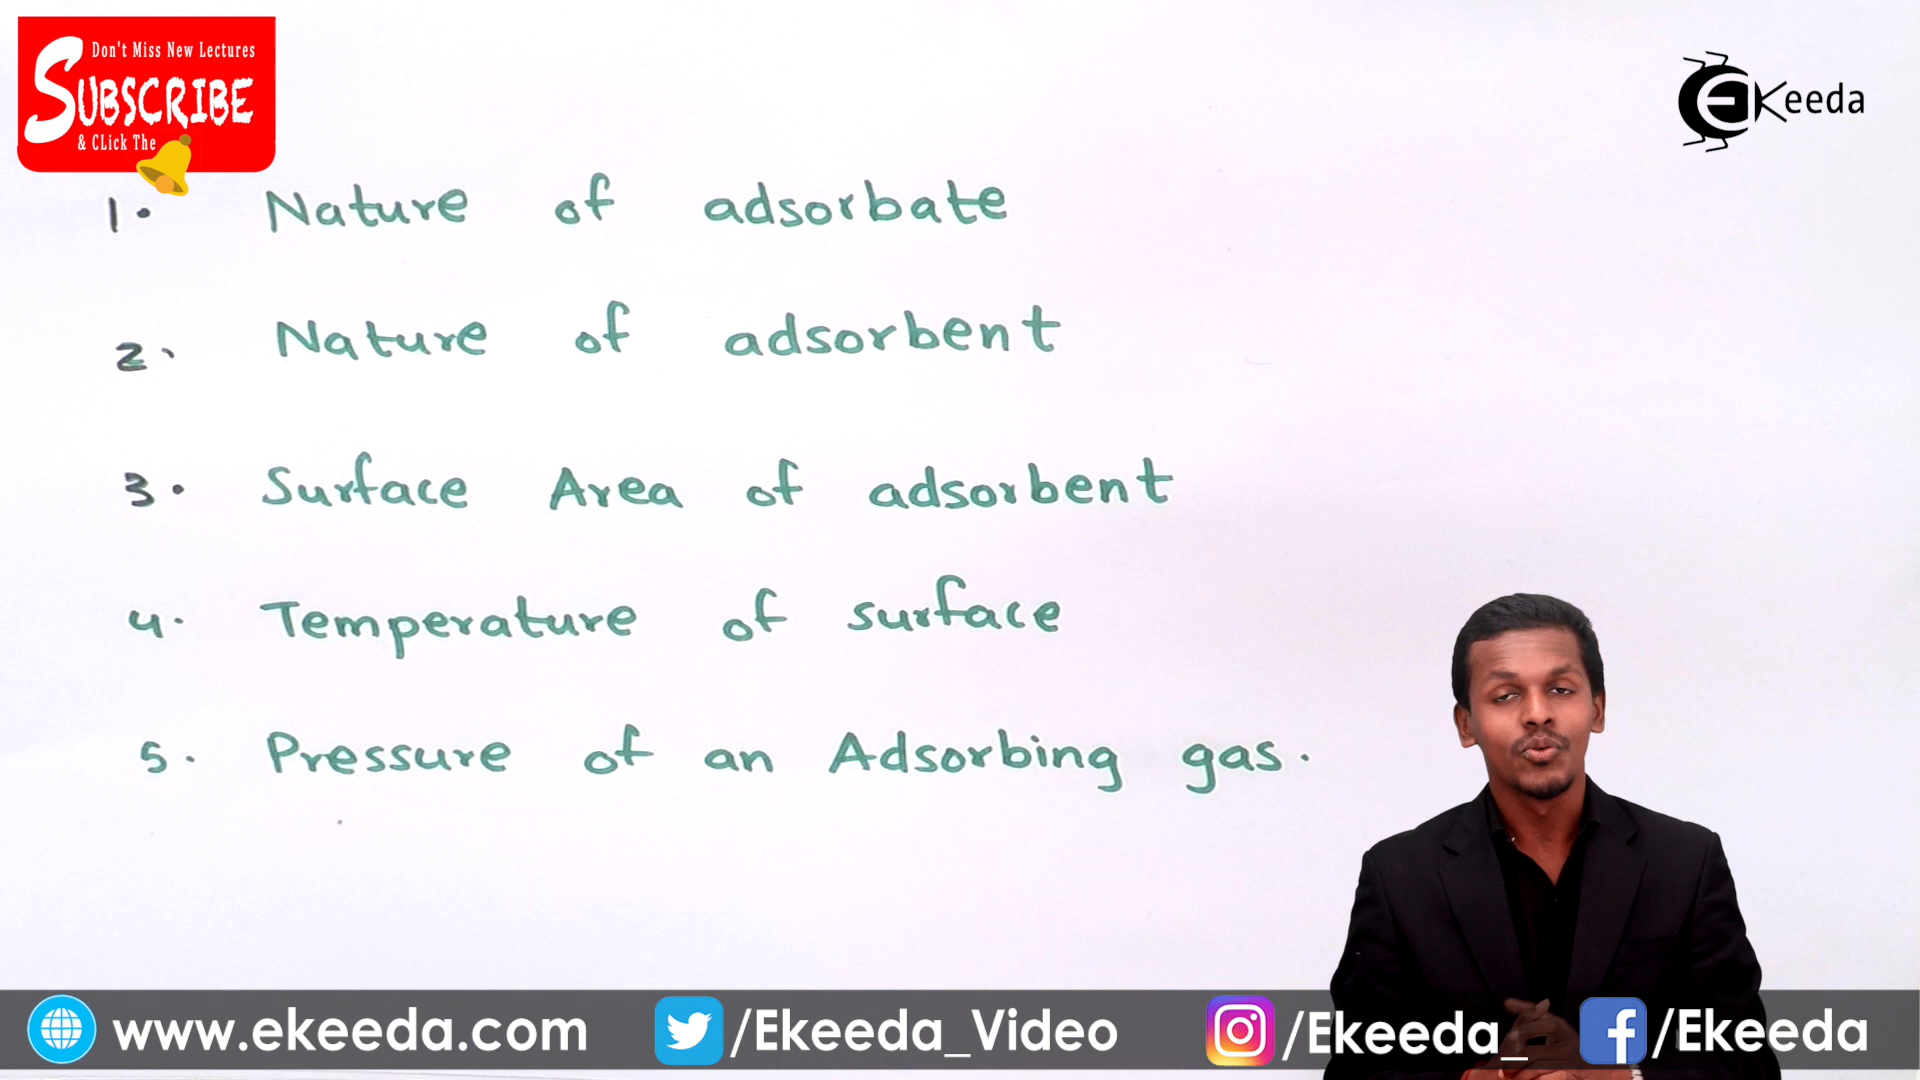 Don't Miss New Lectures
SUBSCRIBE
& CLick The
EKeeda
1. Nature of adsorbate
2. Nature of adsorbent
3. Surface Area of adsorbent
4. Temperature of surface
5. Pressure of an Adsorbing gas.
www.ekeeda.com
/Ekeeda_Video
/Ekeeda_
/Ekeeda